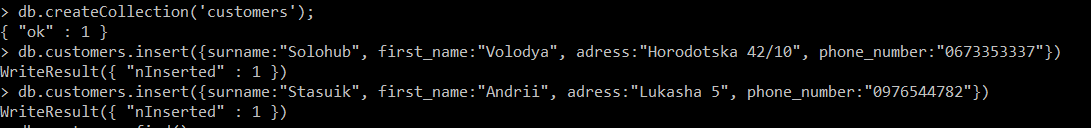 > db.createCollection('customers');
{ "ok" : 1 }
> db.customers.insert({surname:"Solohub", first_name:"Volodya", adress:"Horodotska 42/10", phone_number:"0673353337"})
WriteResult({ "nInserted" : 1 })
> db.customers.insert({surname:"Stasuik", first_name:"Andrii", adress:"Lukasha 5", phone_number:"0976544782"})
WriteResult({ "nInserted" : 1 })